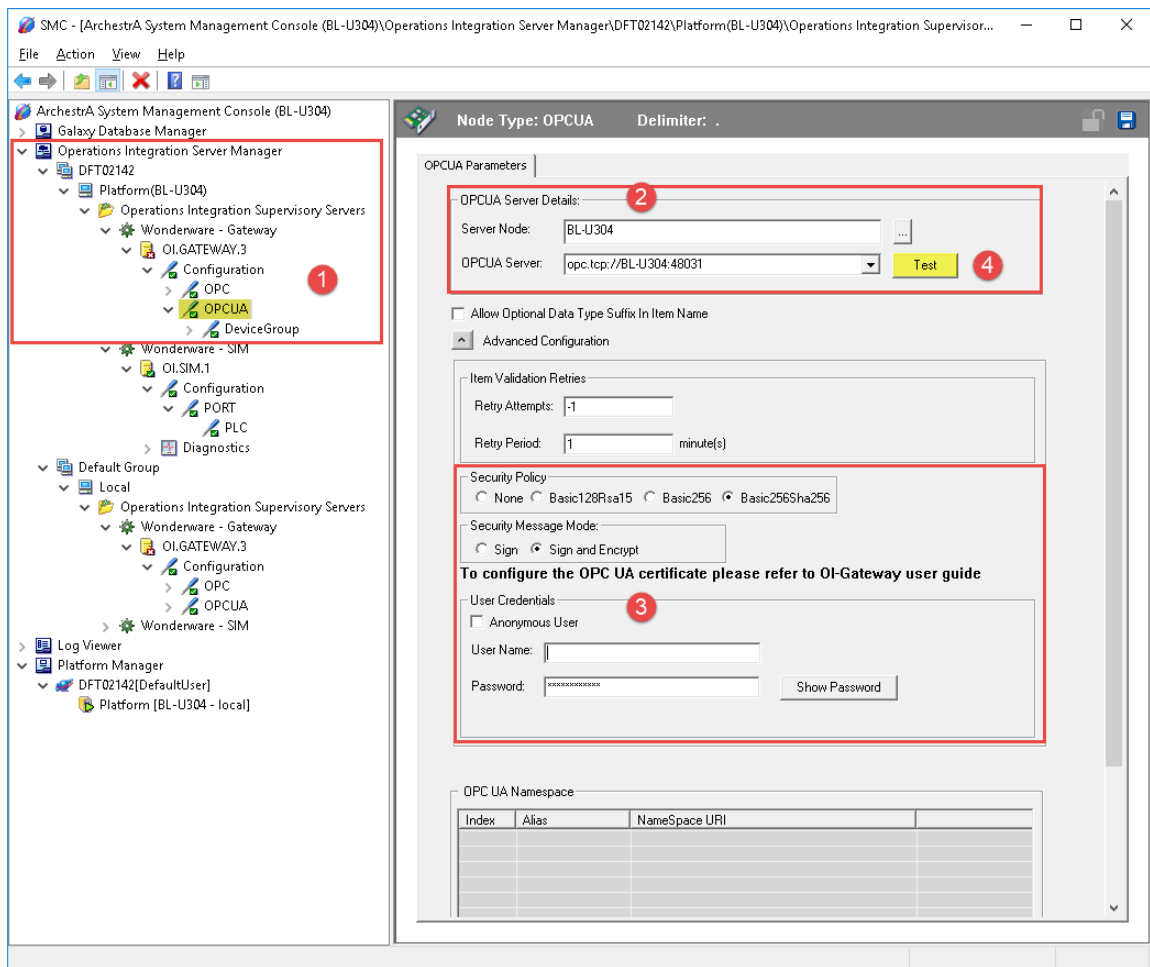 SMC - [ArchestrA System Management Console (BL-U304)\Operations Integration Server Manager\DFT02142\Platform(BL-U304)\Operations Integration Supervisor...
File Action View Help
ArchestrA System Management Console (BL-U304)
Galaxy Database Manager
Operations Integration Server Manager
DFT02142
Platform(BL-U304)
Operations Integration Supervisory Servers
Wonderware - Gateway
OI.GATEWAY.3
Configuration
OPC
OPCUA
DeviceGroup
1
Wonderware - SIM
OI.SIM.1
Configuration
PORT
PLC
Diagnostics
Default Group
Local
Operations Integration Supervisory Servers
Wonderware - Gateway
OI.GATEWAY.3
Configuration
OPC
OPCUA
Wonderware - SIM
Log Viewer
Platform Manager
DFT02142[DefaultUser]
Platform [BL-U304 - local]
Node Type: OPCUA Delimiter: .
OPCUA Parameters
OPCUA Server Details: 2
Server Node: BL-U304 ...
OPCUA Server: opc.tcp://BL-U304:48031 Test 4
Allow Optional Data Type Suffix In Item Name
Advanced Configuration
Item Validation Retries
Retry Attempts: -1
Retry Period: 1 minute(s)
Security Policy
None Basic128Rsa15 Basic256 Basic256Sha256
Security Message Mode:
Sign Sign and Encrypt
To configure the OPC UA certificate please refer to OI-Gateway user guide
User Credentials 3
Anonymous User
User Name:
Password: ************ Show Password
OPC UA Namespace
Index Alias NameSpace URI